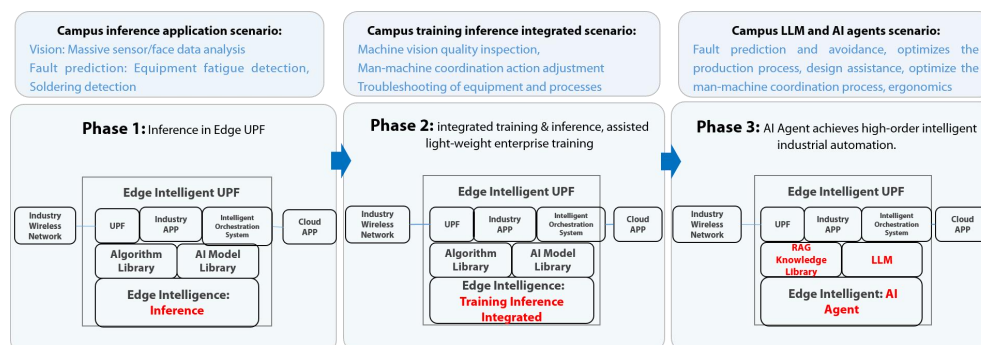 Campus inference application scenario:
Vision: Massive sensor/face data analysis
Fault prediction: Equipment fatigue detection,
Soldering detection
Campus training inference integrated scenario:
Machine vision quality inspection,
Man-machine coordination action adjustment
Troubleshooting of equipment and processes
Campus LLM and AI agents scenario:
Fault prediction and avoidance, optimizes the
production process, design assistance, optimize the
man-machine coordination process, ergonomics
Phase 1: Inference in Edge UPF
Edge Intelligent UPF
Industry
Wireless
Network
UPF
Industry
APP
Intelligent
Orchestration
System
Cloud
APP
Algorithm
Library
AI Model
Library
Edge Intelligence:
Inference
Phase 2: integrated training & inference, assisted
light-weight enterprise training
Edge Intelligent UPF
Industry
Wireless
Network
UPF
Industry
APP
Intelligent
Orchestration
System
Cloud
APP
Algorithm
Library
AI Model
Library
Edge Intelligence:
Training Inference
Integrated
Phase 3: AI Agent achieves high-order intelligent
industrial automation.
Edge Intelligent UPF
Industry
Wireless
Network
UPF
Industry
APP
Intelligent
Orchestration
System
Cloud
APP
RAG
Knowledge
Library
LLM
Edge Intelligent: AI
Agent